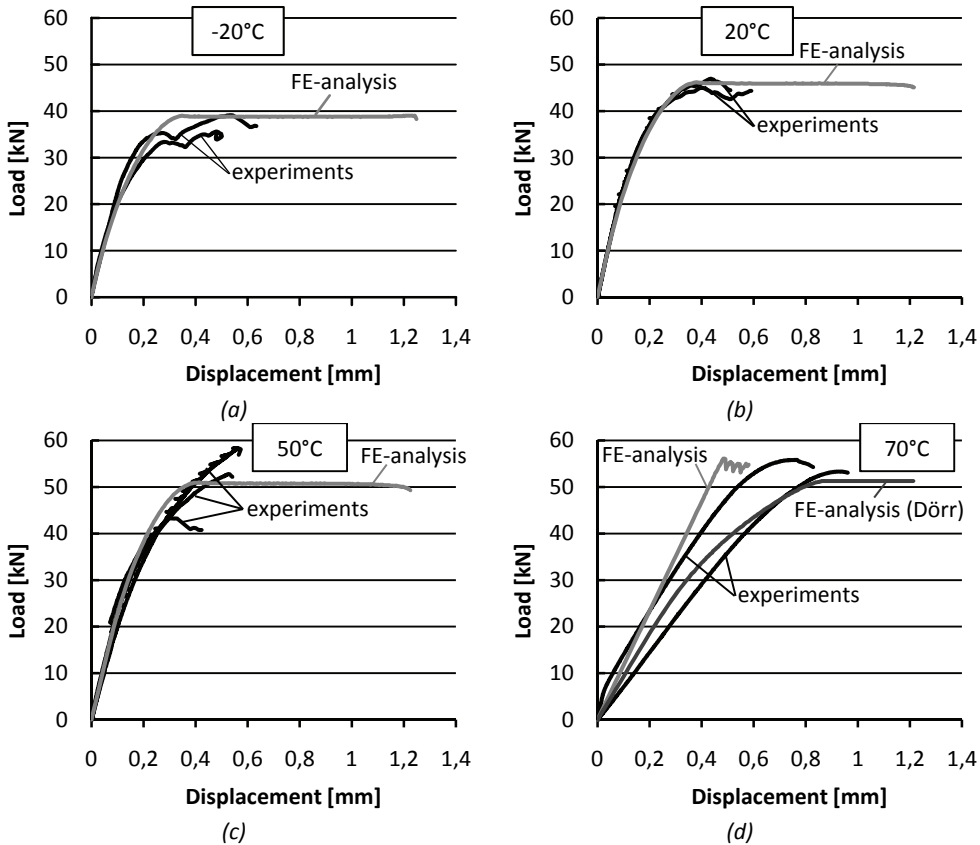 -20°C
FE-analysis
experiments
Load [kN]
60
50
40
30
20
10
0
0 0,2 0,4 0,6 0,8 1 1,2 1,4
Displacement [mm]
(a)
20°C
FE-analysis
experiments
Load [kN]
60
50
40
30
20
10
0
0 0,2 0,4 0,6 0,8 1 1,2 1,4
Displacement [mm]
(b)
50°C
FE-analysis
experiments
Load [kN]
60
50
40
30
20
10
0
0 0,2 0,4 0,6 0,8 1 1,2 1,4
Displacement [mm]
(c)
70°C
FE-analysis
FE-analysis (Dörr)
experiments
Load [kN]
60
50
40
30
20
10
0
0 0,2 0,4 0,6 0,8 1 1,2 1,4
Displacement [mm]
(d)